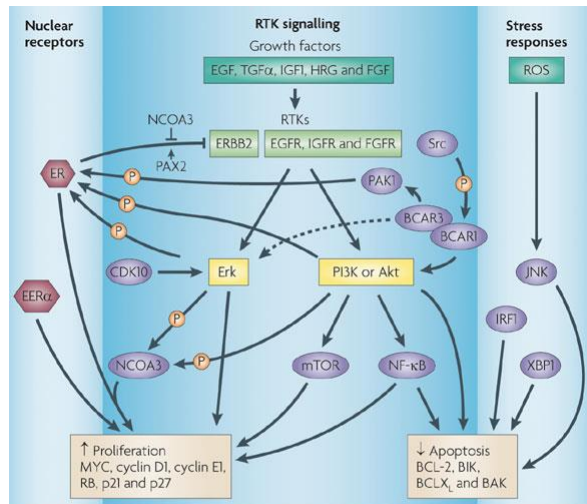 Nuclear
receptors
RTK signalling
Stress
responses
Growth factors
EGF, TGFα, IGFI, HRG and FGF
ROS
NCOA3
RTKs
ERBB2
EGFR, IGFR and FGFR
Src
PAX2
ER
P
PAK1
P
P
BCAR3
P
BCAR1
CDK10
Erk
PI3K or Akt
JNK
EERα
P
IRF1
NCOA3
P
mTOR
NF-κB
XBP1
↑ Proliferation
MYC, cyclin D1, cyclin E1,
RB, p21 and p27
↓ Apoptosis
BCL-2, BIK,
BCLXL and BAK